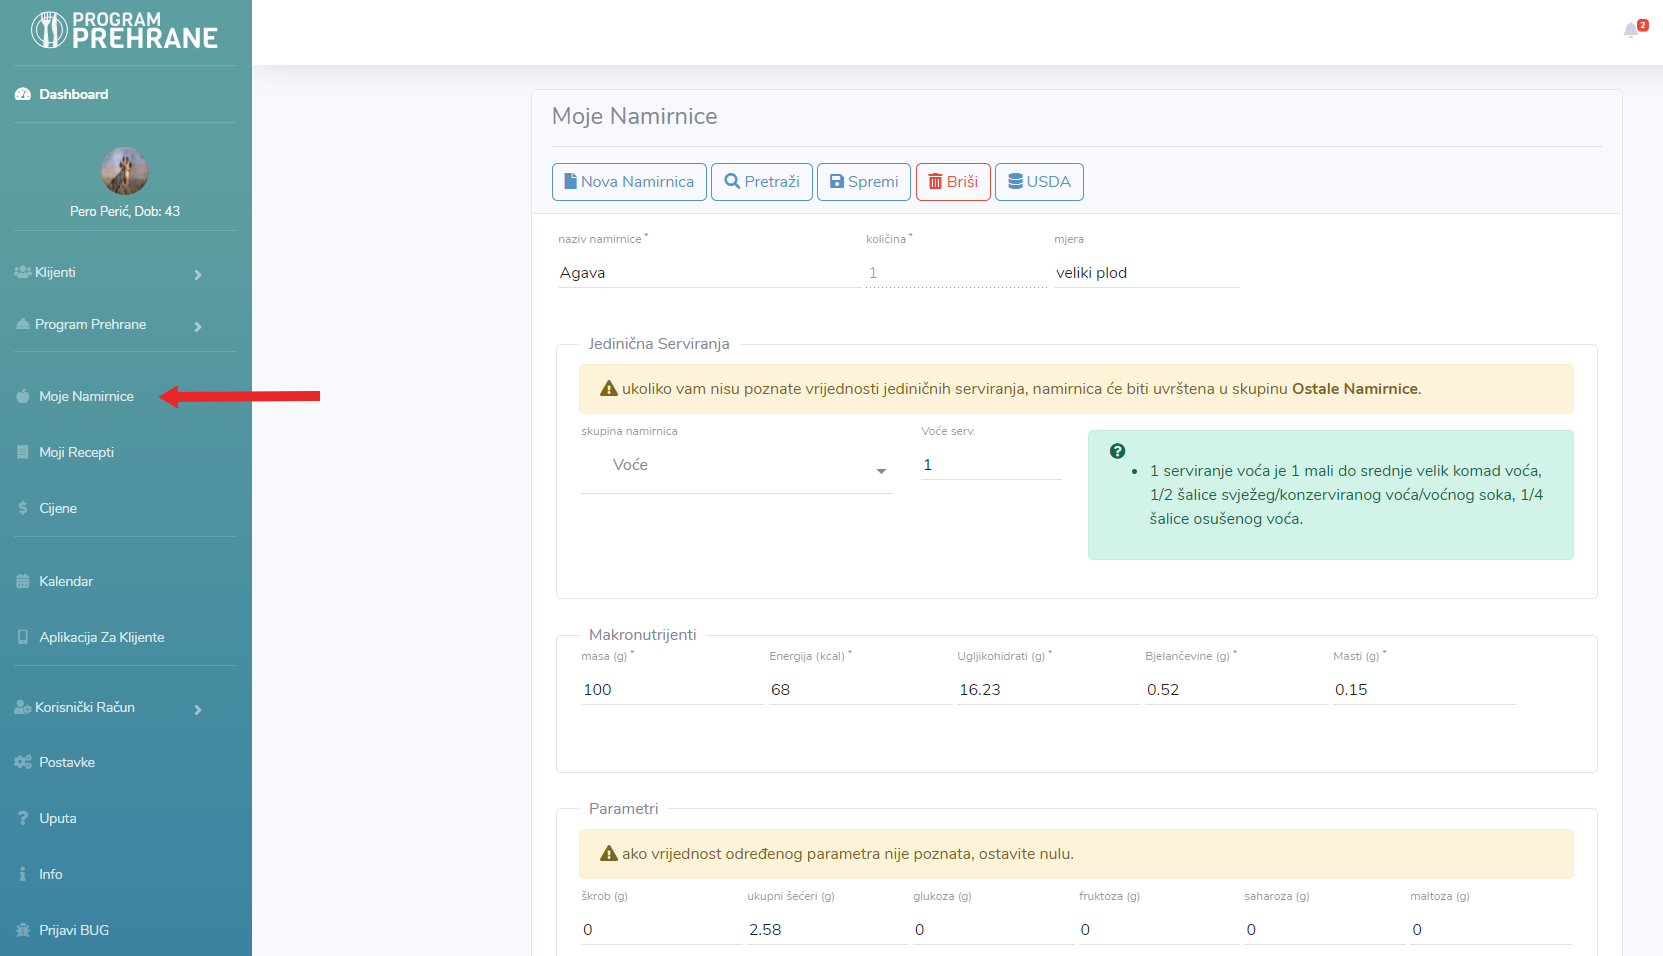 PROGRAM
PREHRANE
2
Dashboard
Pero Perić, Dob: 43
Klijenti
Program Prehrane
Moje Namirnice
Moji Recepti
Cijene
Kalendar
Aplikacija Za Klijente
Korisnički Račun
Postavke
Uputa
Info
Prijavi BUG
Moje Namirnice
Nova Namirnica Pretraži Spremi Briši USDA
naziv namirnice * količina * mjera
Agava 1 veliki plod
Jedinična Serviranja
ukoliko vam nisu poznate vrijednosti jediničnih serviranja, namirnica će biti uvrštena u skupinu Ostale Namirnice.
skupina namirnica Voće serv.
Voće 1
• 1 serviranje voća je 1 mali do srednje velik komad voća,
1/2 šalice svježeg/konzerviranog voća/voćnog soka, 1/4
šalice osušenog voća.
Makronutrijenti
masa (g) * Energija (kcal) * Ugljikohidrati (g) * Bjelančevine (g) * Masti (g) *
100 68 16.23 0.52 0.15
Parametri
ako vrijednost određenog parametra nije poznata, ostavite nulu.
škrob (g) ukupni šećeri (g) glukoza (g) fruktoza (g) saharoza (g) maltoza (g)
0 2.58 0 0 0 0